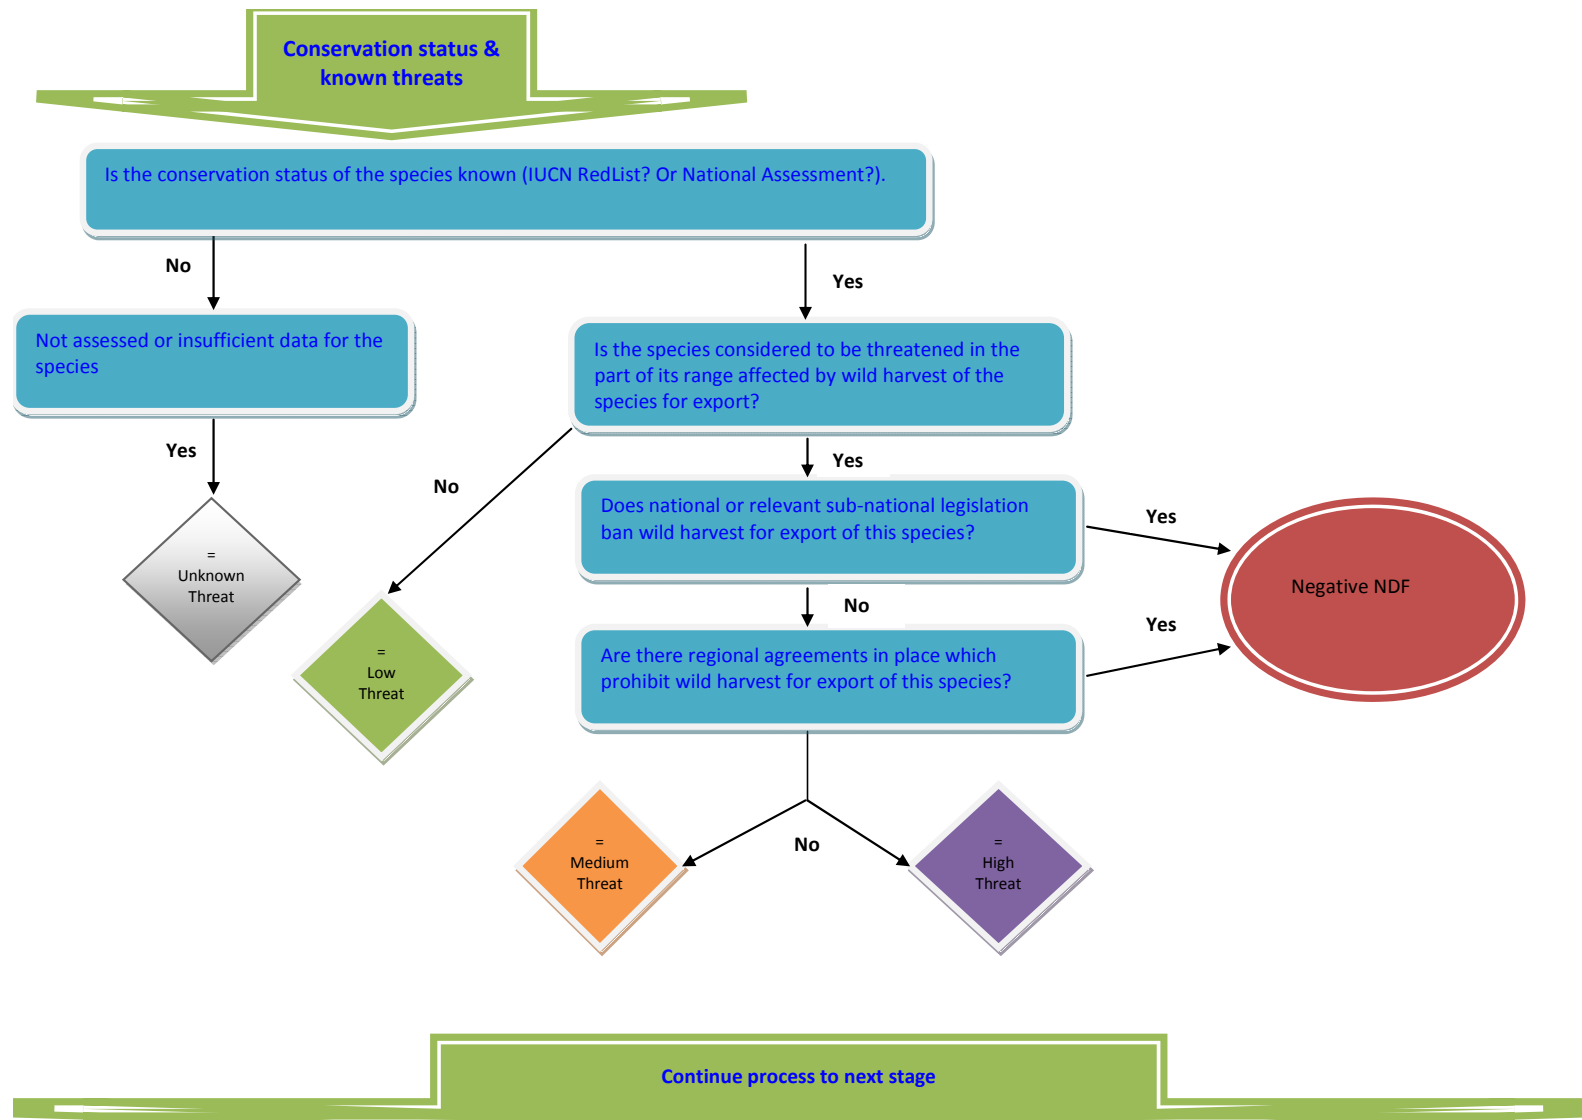 Conservation status &
known threats
Is the conservation status of the species known (IUCN RedList? Or National Assessment?).
No
Yes
Not assessed or insufficient data for the
species
Is the species considered to be threatened in the
part of its range affected by wild harvest of the
species for export?
Yes
No
Yes
Does national or relevant sub-national legislation
ban wild harvest for export of this species?
Yes
=
Unknown
Threat
Negative NDF
No
Yes
=
Low
Threat
Are there regional agreements in place which
prohibit wild harvest for export of this species?
No
=
Medium
Threat
=
High
Threat
Continue process to next stage